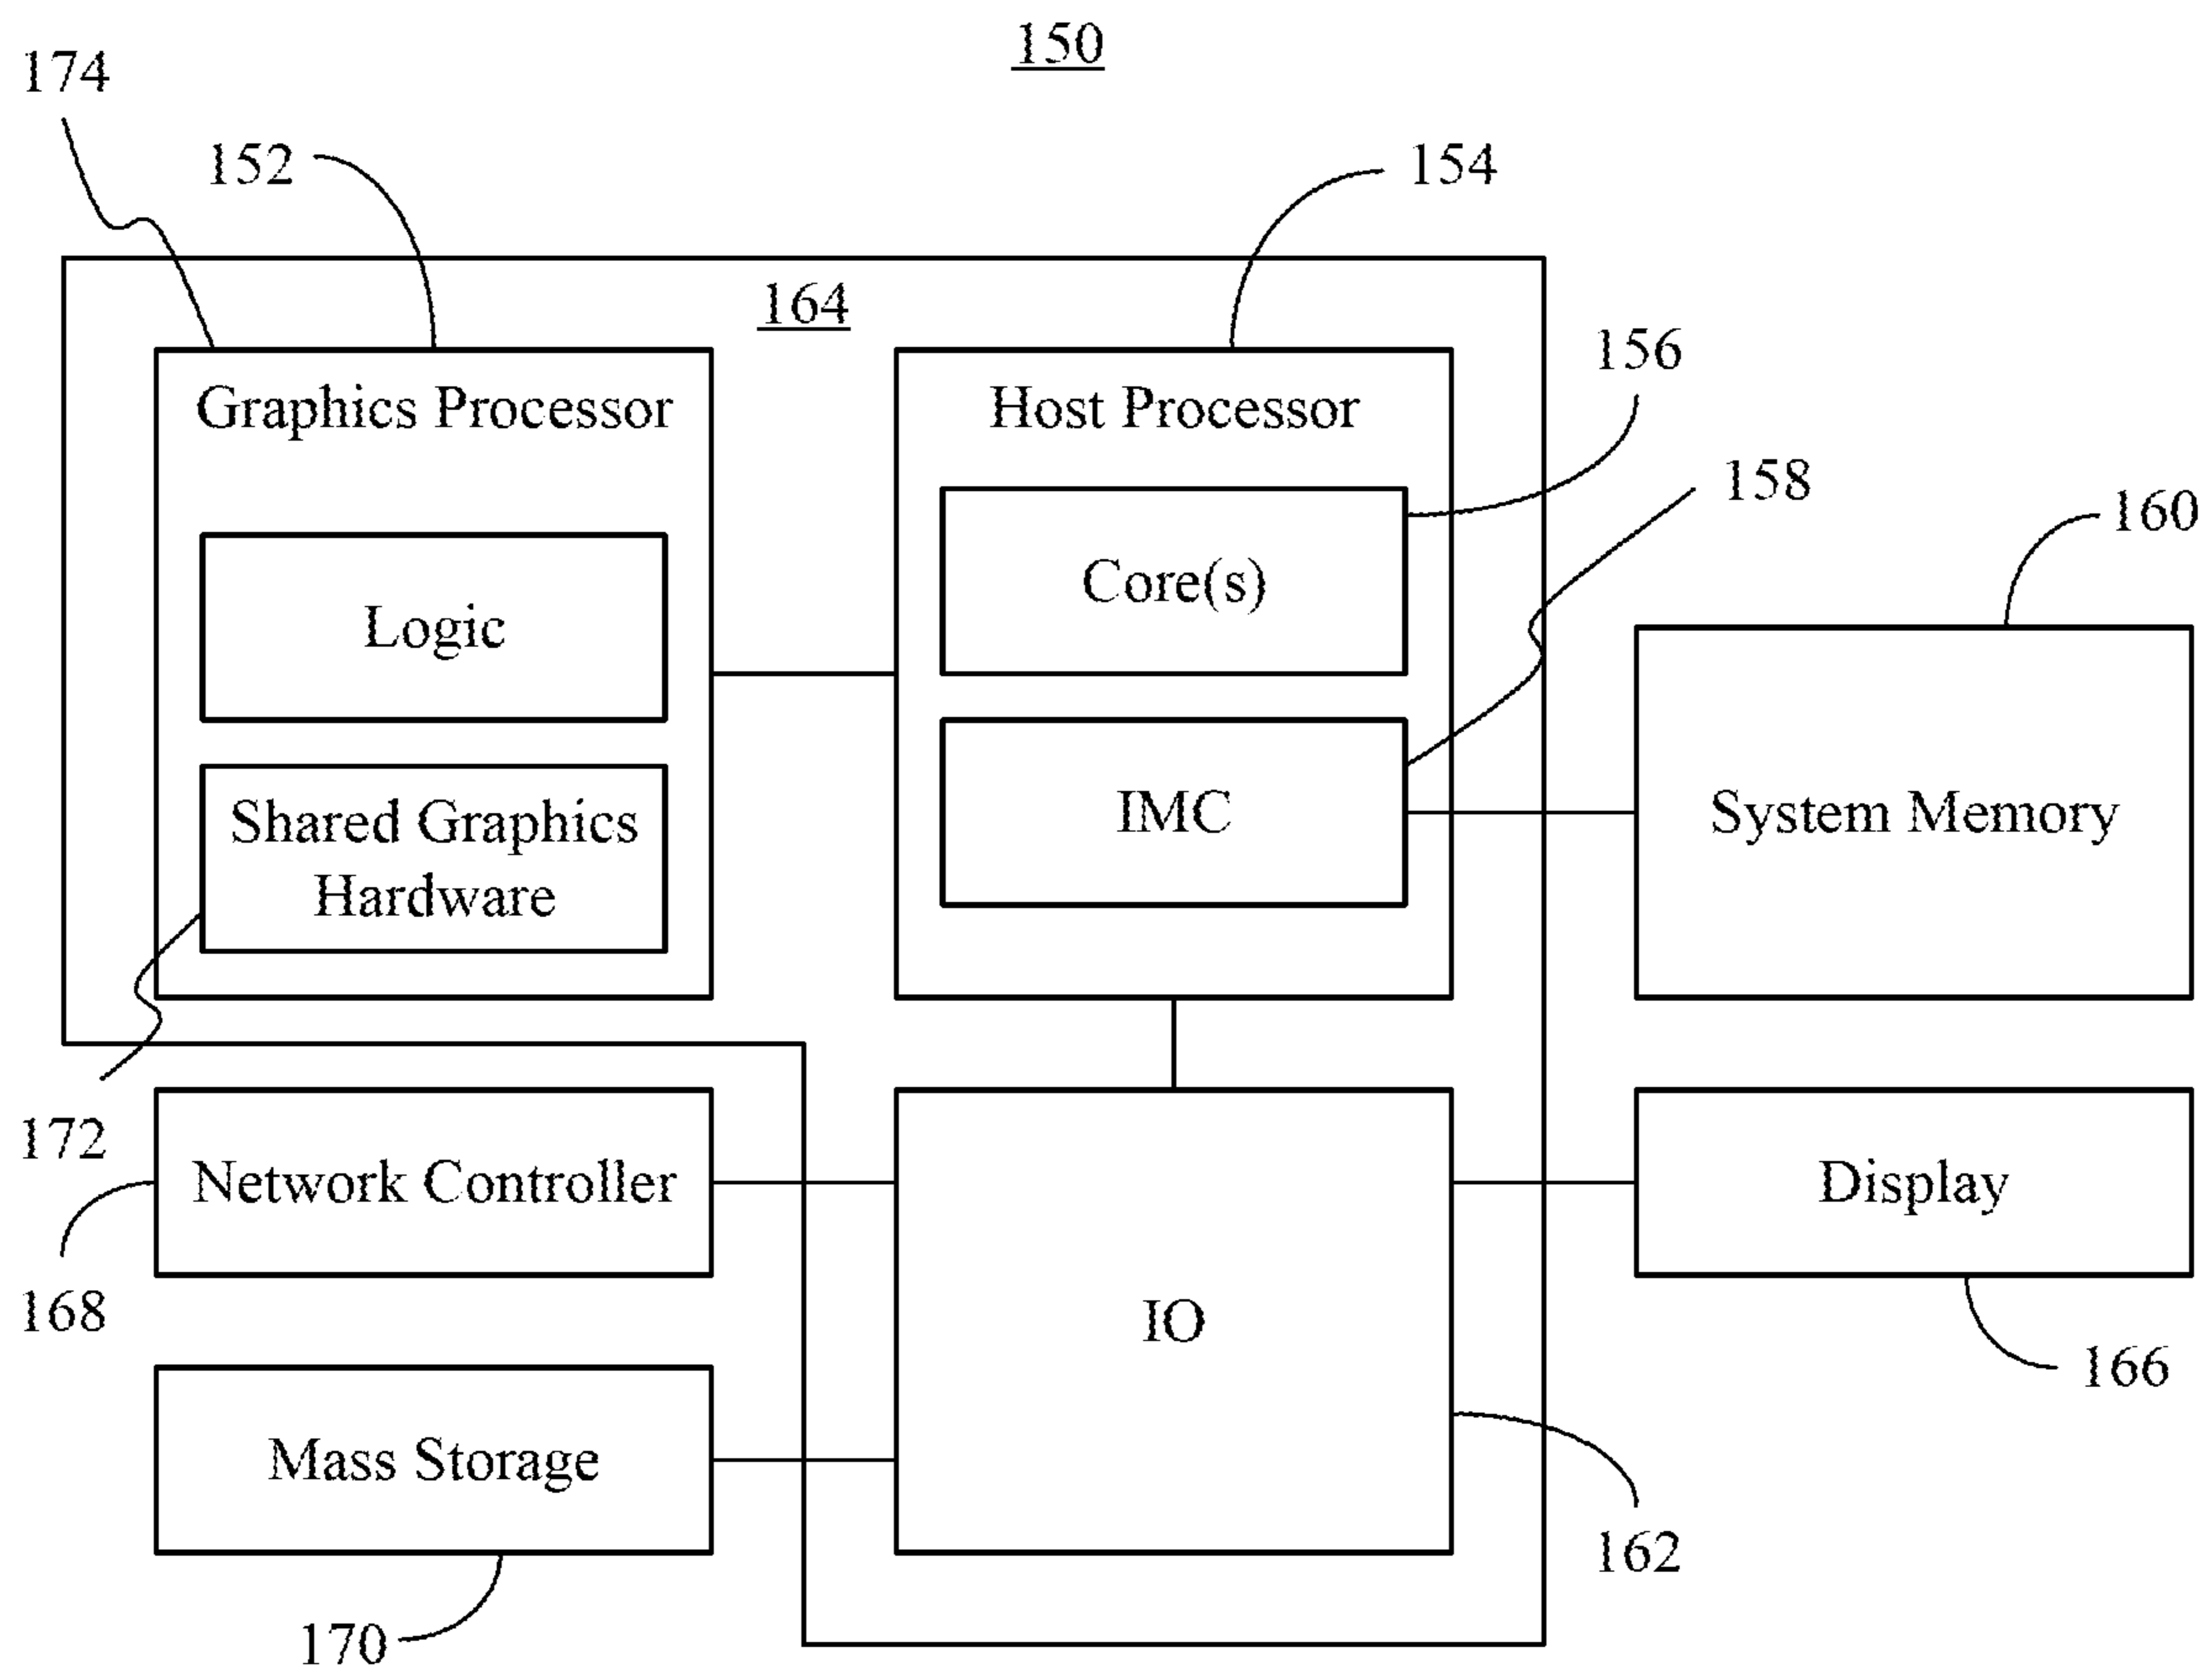 150
174
152
154
164
156
Graphics Processor
Host Processor
158
160
Core(s)
Logic
IMC
System Memory
Shared Graphics
Hardware
172
Network Controller
Display
168
IO
166
Mass Storage
162
170